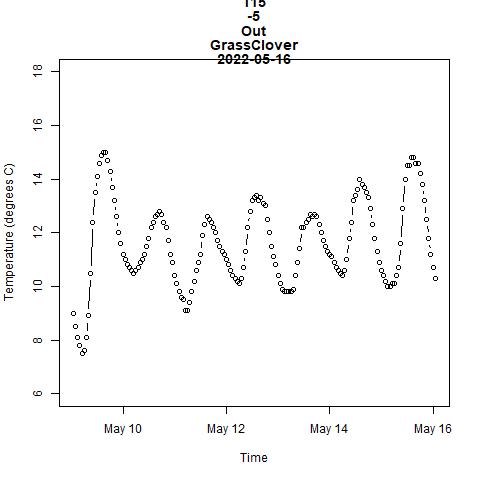 T15
-5
Out
GrassClover
2022-05-16
18
16
14
12
10
8
6
Temperature (degrees C)
May 10
May 12
May 14
May 16
Time